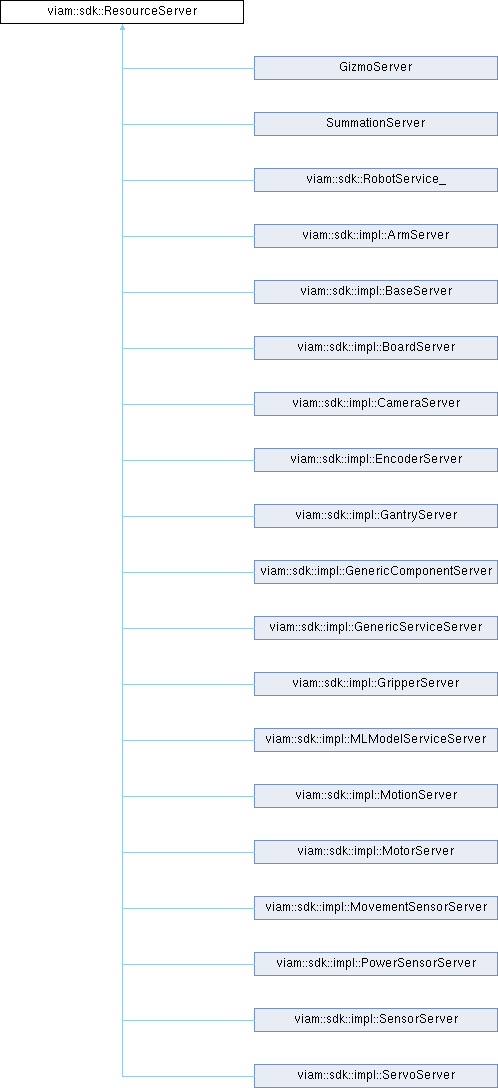 viam::sdk::ResourceServer
GizmoServer
SummationServer
viam::sdk::RobotService_
viam::sdk::impl::ArmServer
viam::sdk::impl::BaseServer
viam::sdk::impl::BoardServer
viam::sdk::impl::CameraServer
viam::sdk::impl::EncoderServer
viam::sdk::impl::GantryServer
viam::sdk::impl::GenericComponentServer
viam::sdk::impl::GenericServiceServer
viam::sdk::impl::GripperServer
viam::sdk::impl::MLModelServiceServer
viam::sdk::impl::MotionServer
viam::sdk::impl::MotorServer
viam::sdk::impl::MovementSensorServer
viam::sdk::impl::PowerSensorServer
viam::sdk::impl::SensorServer
viam::sdk::impl::ServoServer